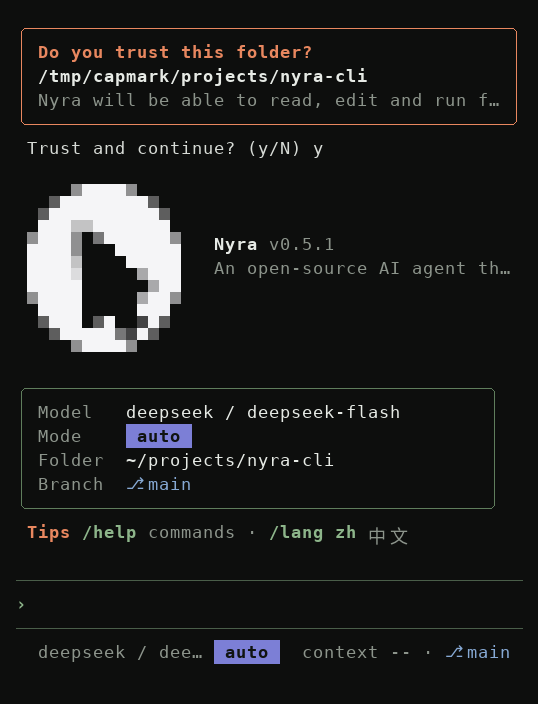 Do you trust this folder?
/tmp/capmark/projects/nyra-cli
Nyra will be able to read, edit and run f…
Trust and continue? (y/N) y
Nyra v0.5.1
An open-source AI agent th…
Model deepseek / deepseek-flash
Mode auto
Folder ~/projects/nyra-cli
Branch ⎇ main
Tips /help commands · /lang zh 中文
›
deepseek / dee… auto context -- · ⎇ main